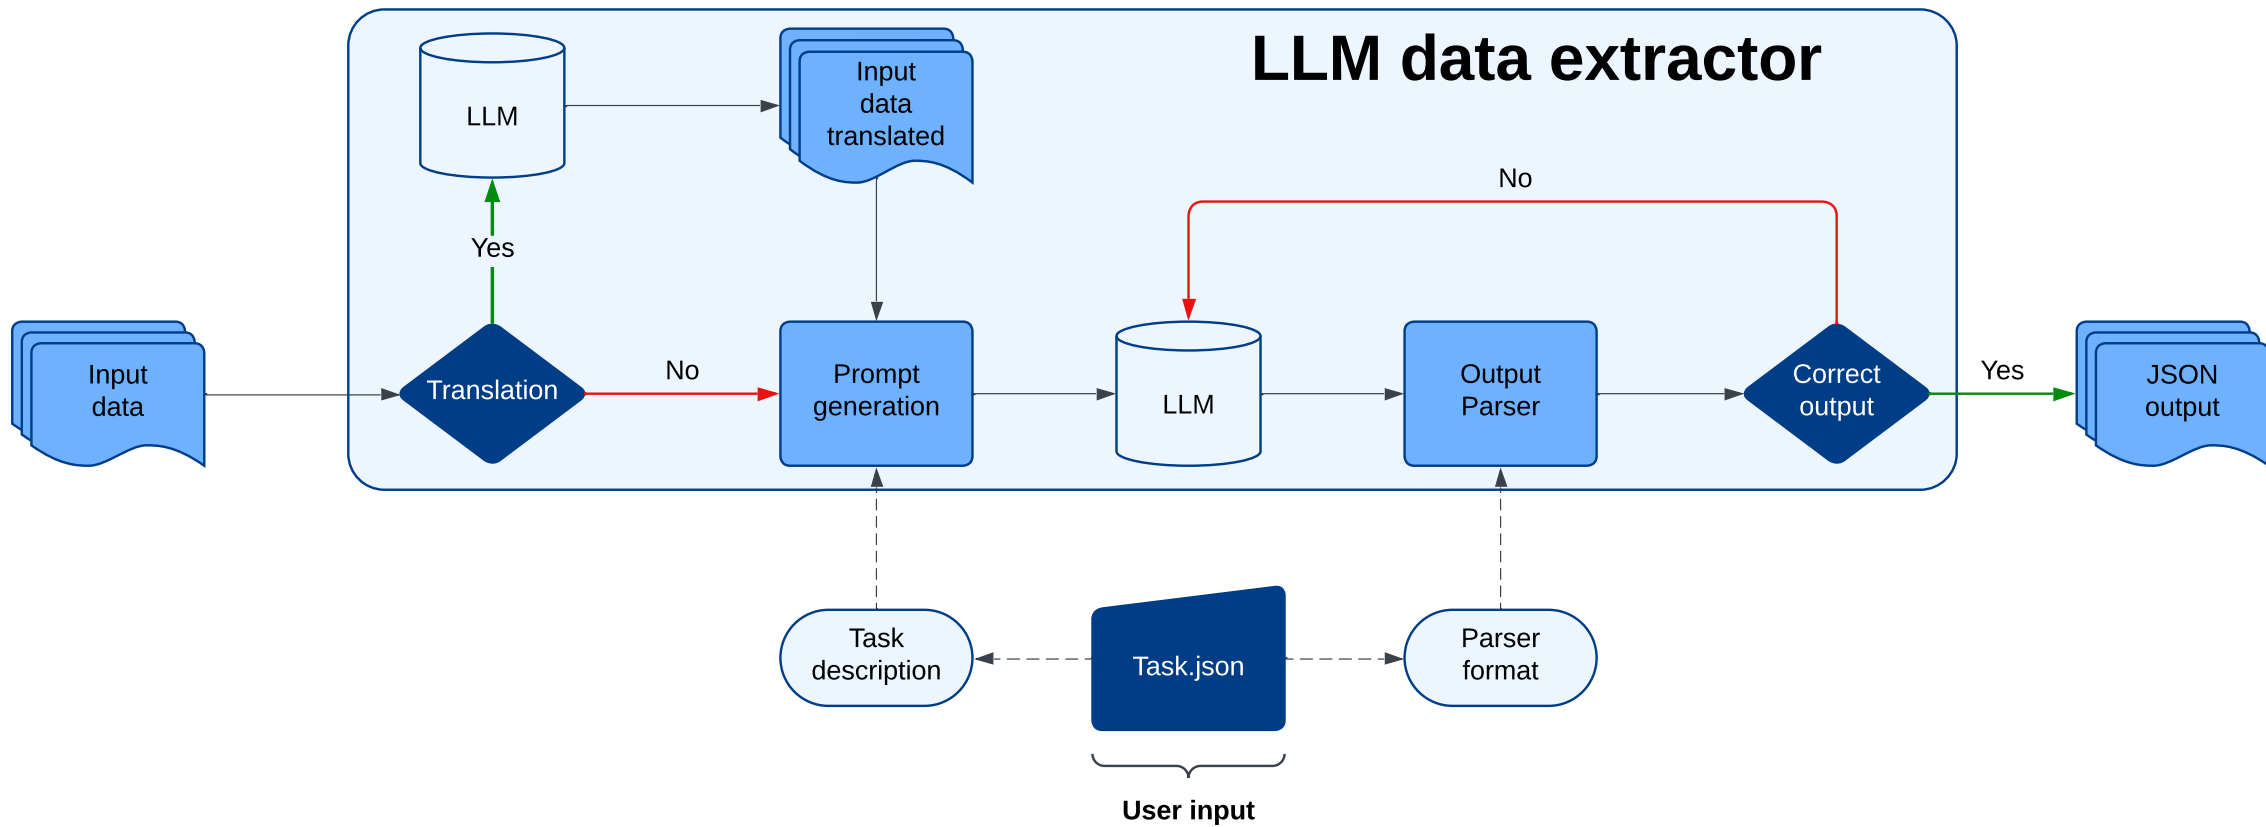 LLM data extractor
LLM
Input
data
translated
No
Yes
Input
data
Translation
No
Prompt
generation
LLM
Output
Parser
Correct
output
Yes
JSON
output
Task
description
Task.json
Parser
format
User input